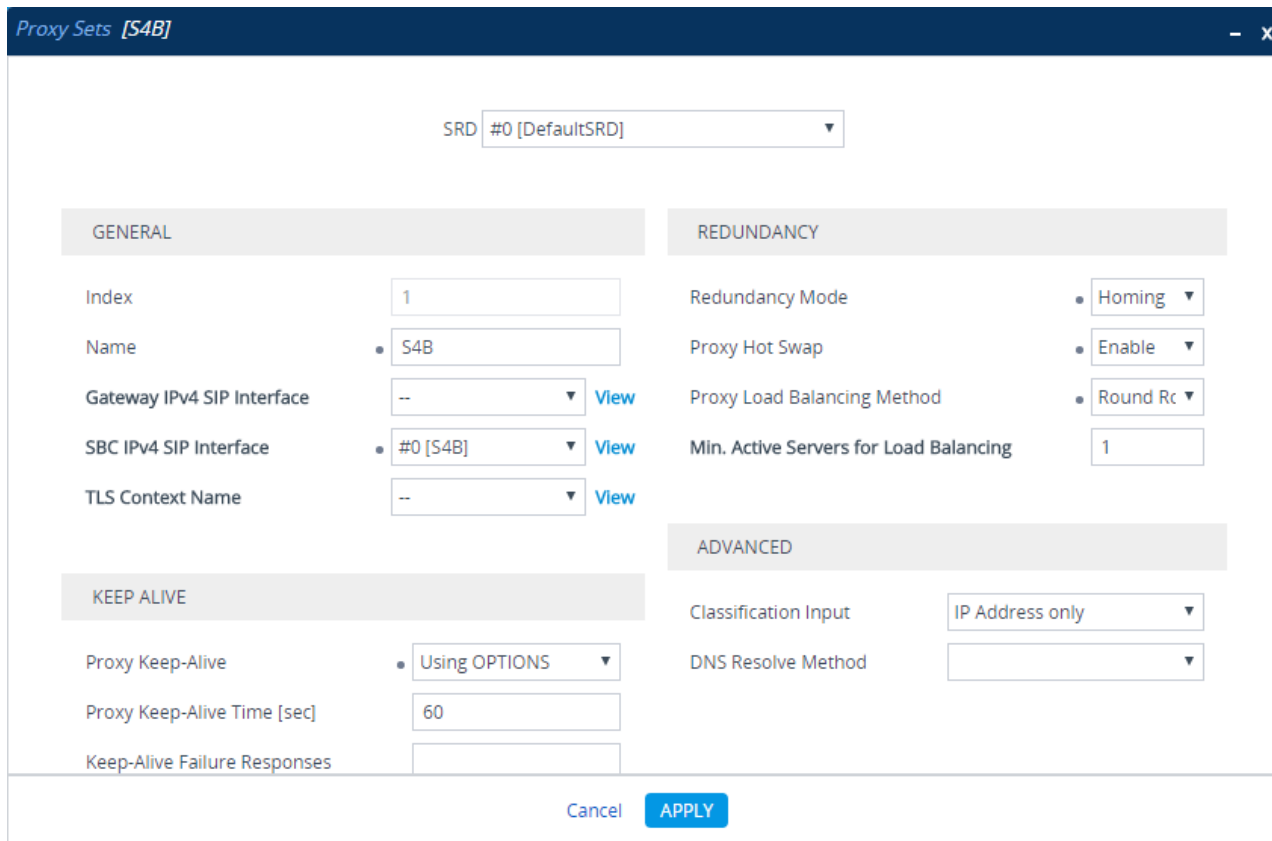 Proxy Sets [S4B]
– x
SRD #0 [DefaultSRD]
GENERAL
Index 1
Name S4B
Gateway IPv4 SIP Interface -- View
SBC IPv4 SIP Interface #0 [S4B] View
TLS Context Name -- View
KEEP ALIVE
Proxy Keep-Alive Using OPTIONS
Proxy Keep-Alive Time [sec] 60
Keep-Alive Failure Responses
REDUNDANCY
Redundancy Mode Homing
Proxy Hot Swap Enable
Proxy Load Balancing Method Round Ro
Min. Active Servers for Load Balancing 1
ADVANCED
Classification Input IP Address only
DNS Resolve Method
Cancel APPLY